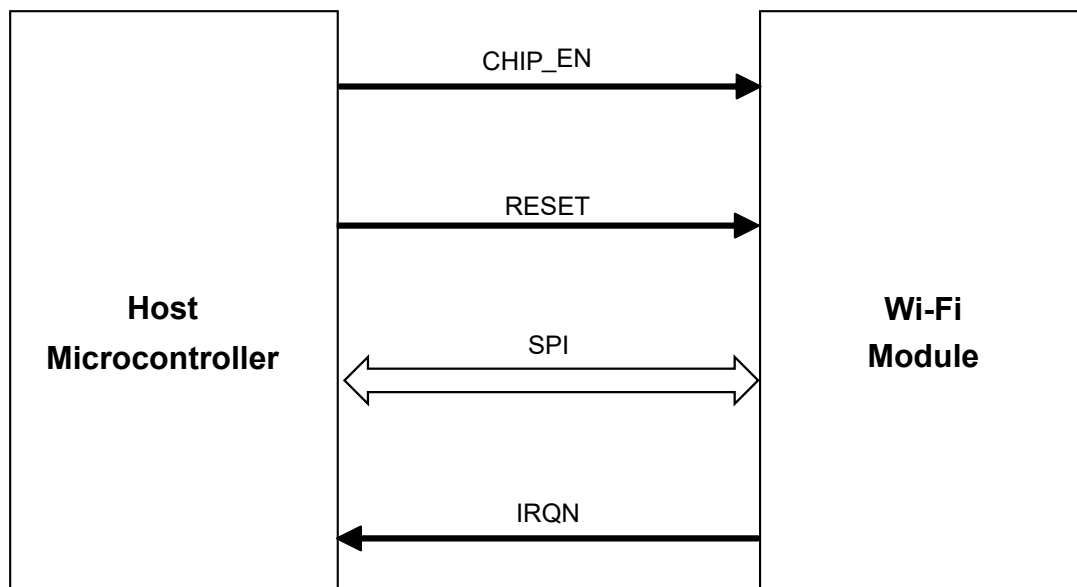 CHIP_EN
RESET
Host
Microcontroller
Wi-Fi
Module
SPI
IRQN